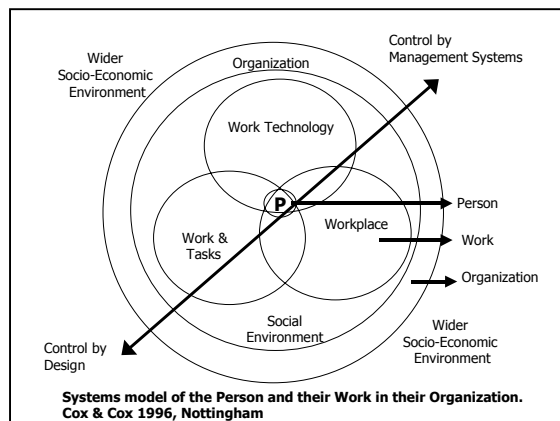 Wider
Socio-Economic
Environment
Organization
Control by
Management Systems
Work Technology
P
Person
Work &
Tasks
Workplace
Work
Organization
Social
Environment
Wider
Socio-Economic
Environment
Control by
Design
Systems model of the Person and their Work in their Organization.
Cox & Cox 1996, Nottingham